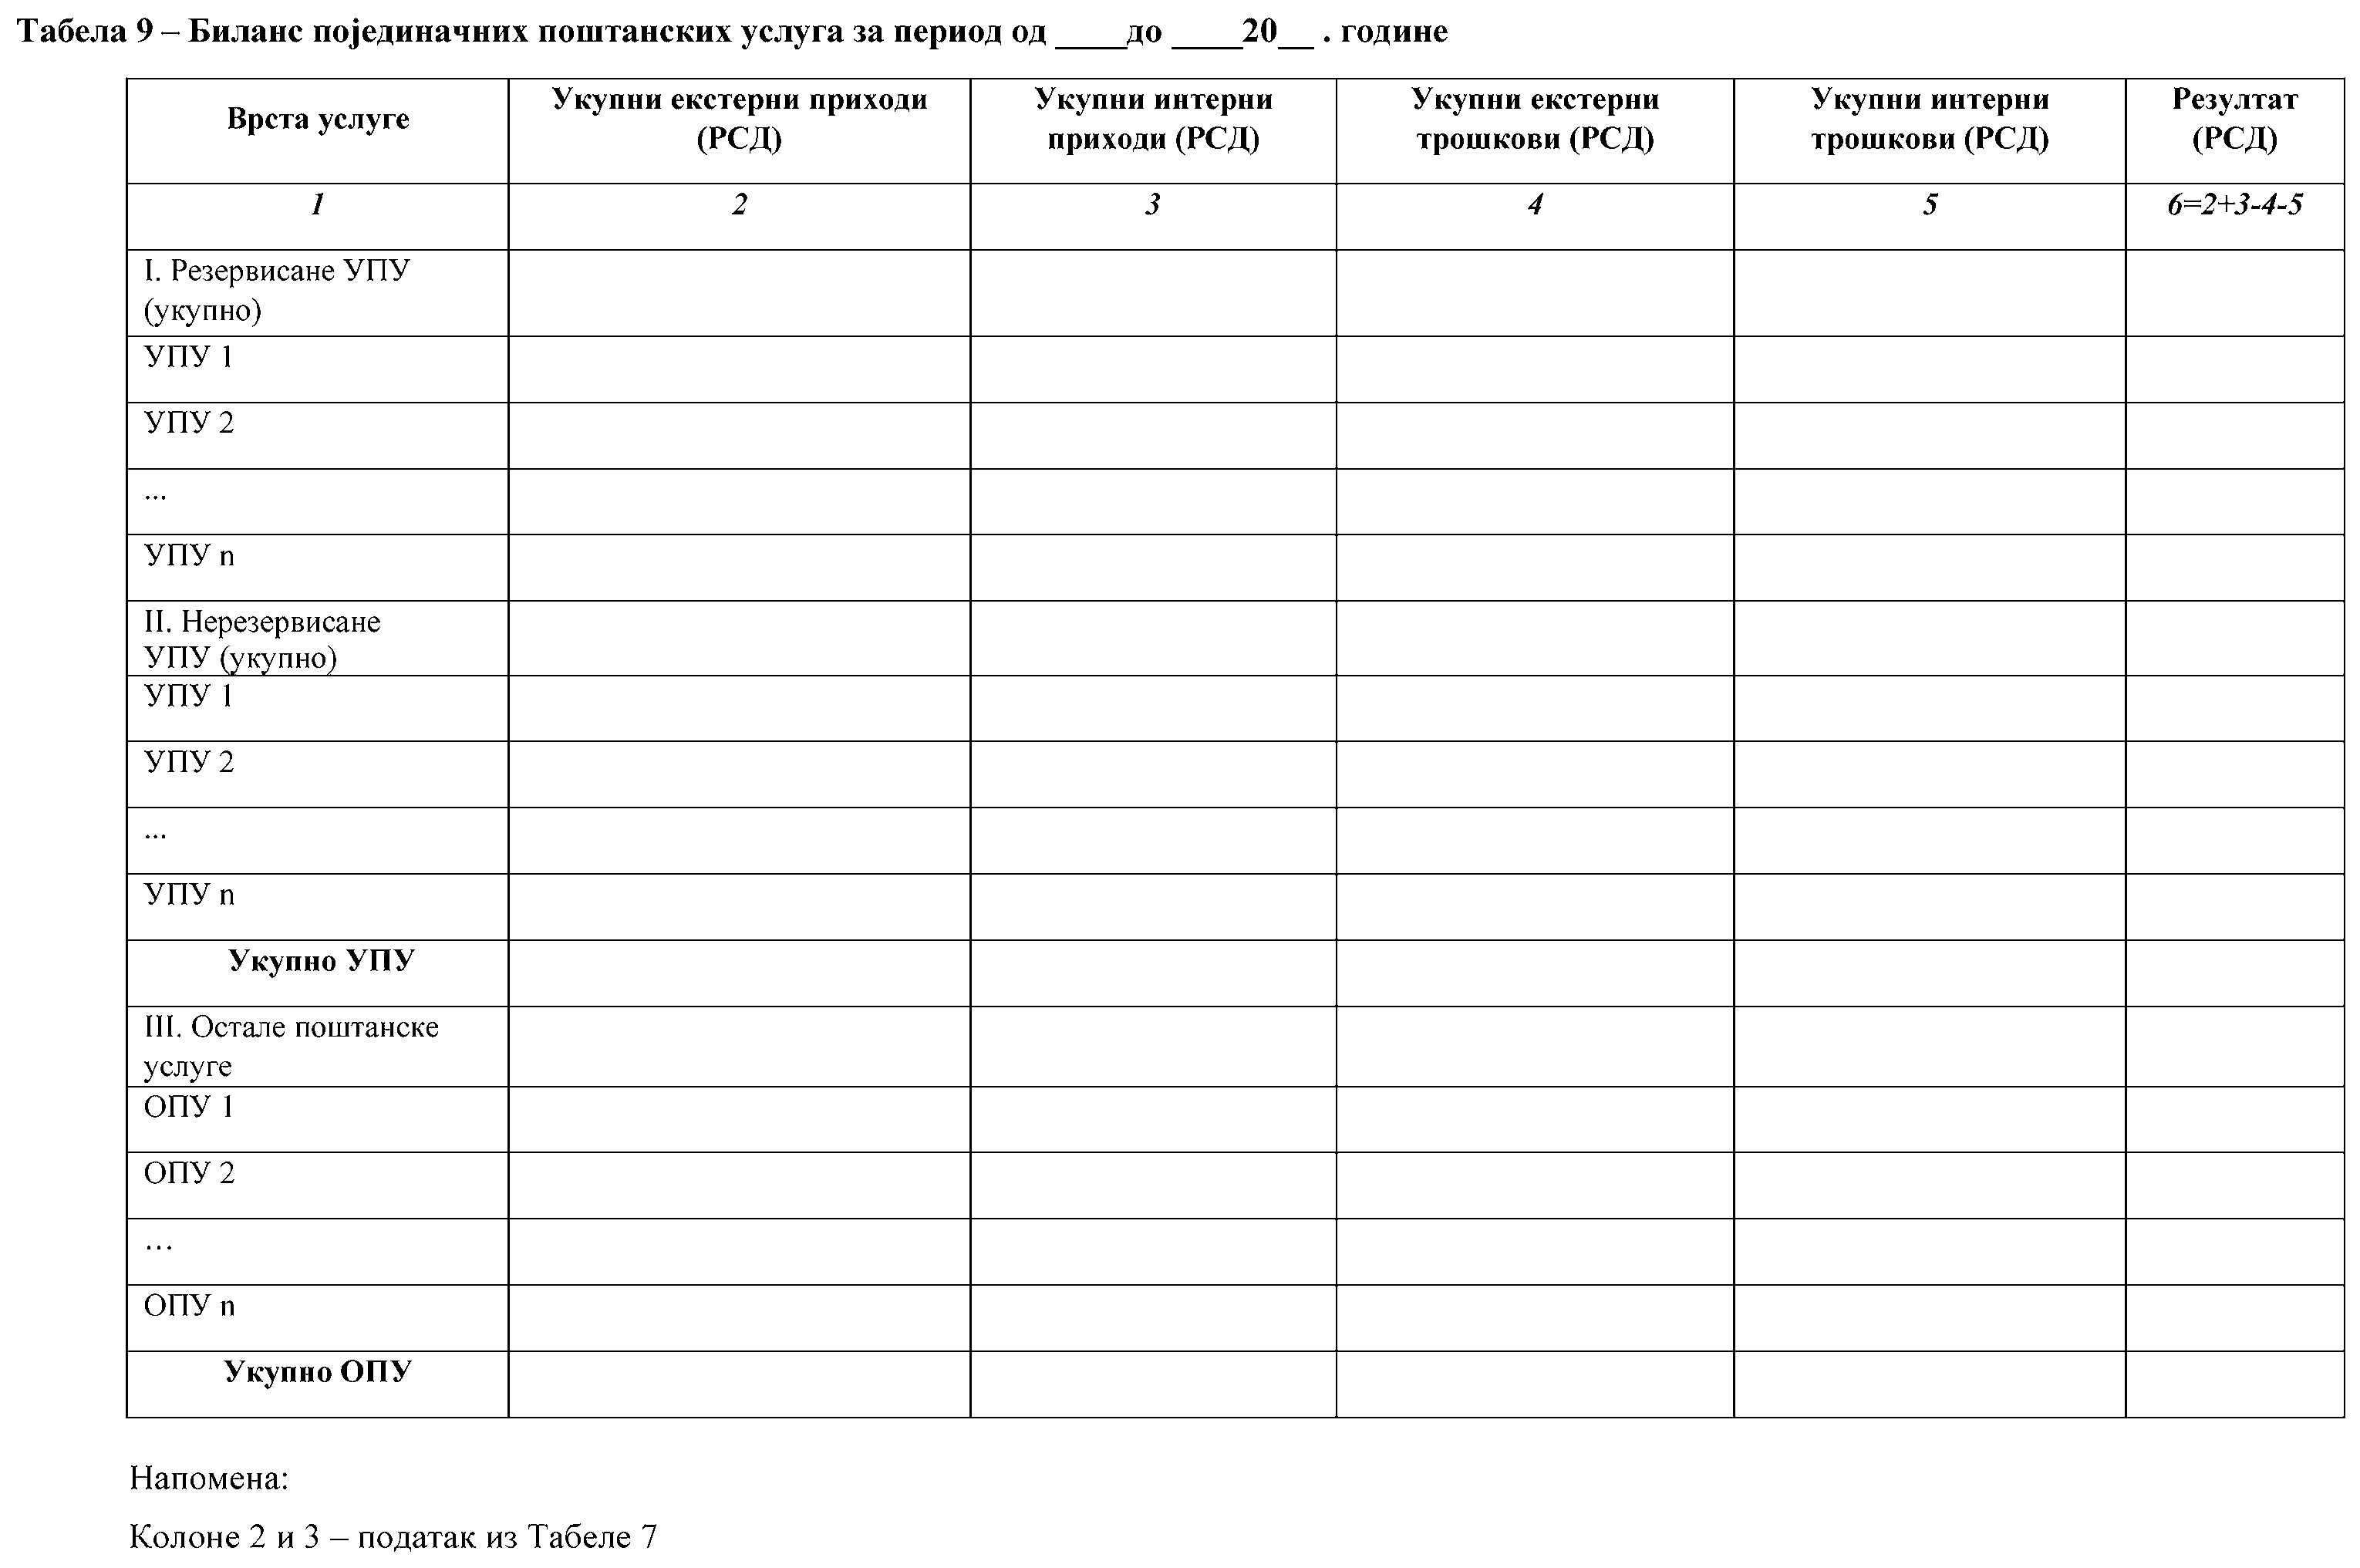 Табела 9 – Биланс појединачних поштанских услуга за период од ____до ____20__ . године
Врста услуге
Укупни екстерни приходи
(РСД)
Укупни интерни
приходи (РСД)
Укупни екстерни
трошкови (РСД)
Укупни интерни
трошкови (РСД)
Резултат
(РСД)
1
2
3
4
5
6=2+3-4-5
I. Резервисане УПУ
(укупно)
УПУ 1
УПУ 2
...
УПУ n
II. Нерезервисане
УПУ (укупно)
УПУ 1
УПУ 2
...
УПУ n
Укупно УПУ
III. Остале поштанске
услуге
ОПУ 1
ОПУ 2
…
ОПУ n
Укупно ОПУ
Напомена:
Колоне 2 и 3 – податак из Табеле 7